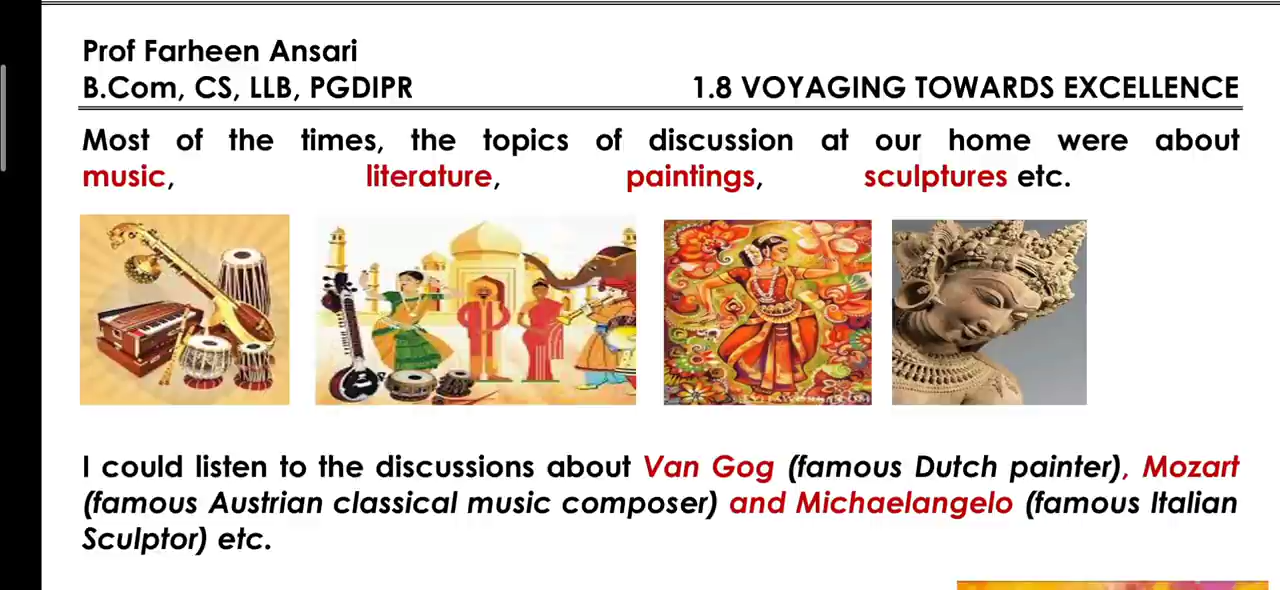 Prof Farheen Ansari
B.Com, CS, LLB, PGDIPR 1.8 VOYAGING TOWARDS EXCELLENCE
Most of the times, the topics of discussion at our home were about
music, literature, paintings, sculptures etc.
I could listen to the discussions about Van Gog (famous Dutch painter), Mozart
(famous Austrian classical music composer) and Michaelangelo (famous Italian
Sculptor) etc.